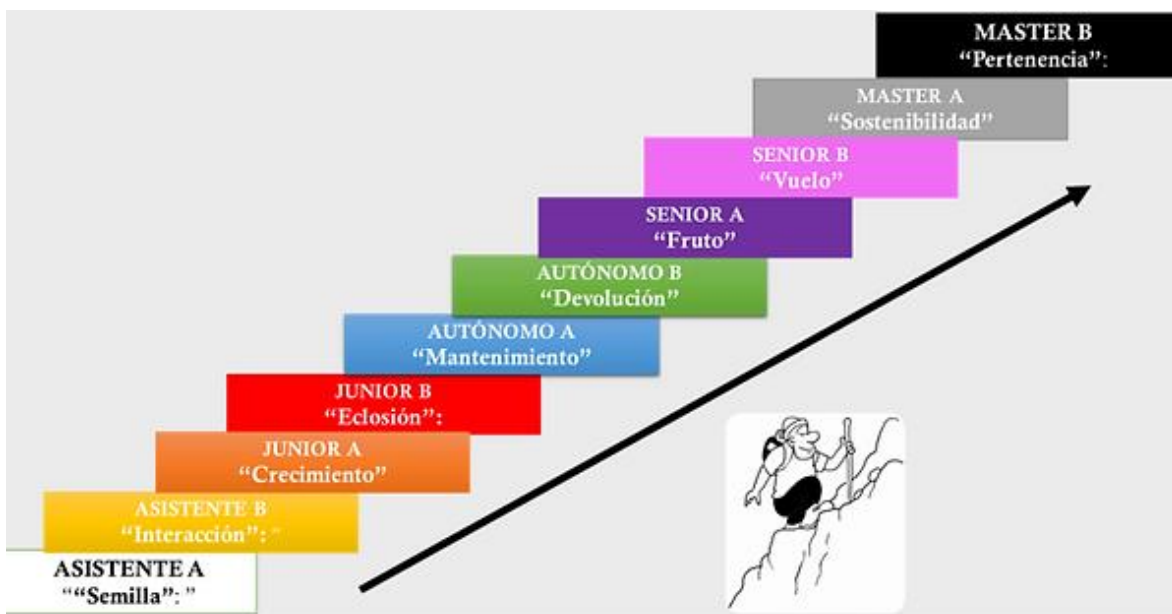 MASTER B
“Pertenencia”:
MASTER A
“Sostenibilidad”
SENIOR B
“Vuelo”
SENIOR A
“Fruto”
AUTÓNOMO B
“Devolución”
AUTÓNOMO A
“Mantenimiento”
JUNIOR B
“Eclosión”:
JUNIOR A
“Crecimiento”
ASISTENTE B
“Interacción”: ”
ASISTENTE A
““Semilla”: ”